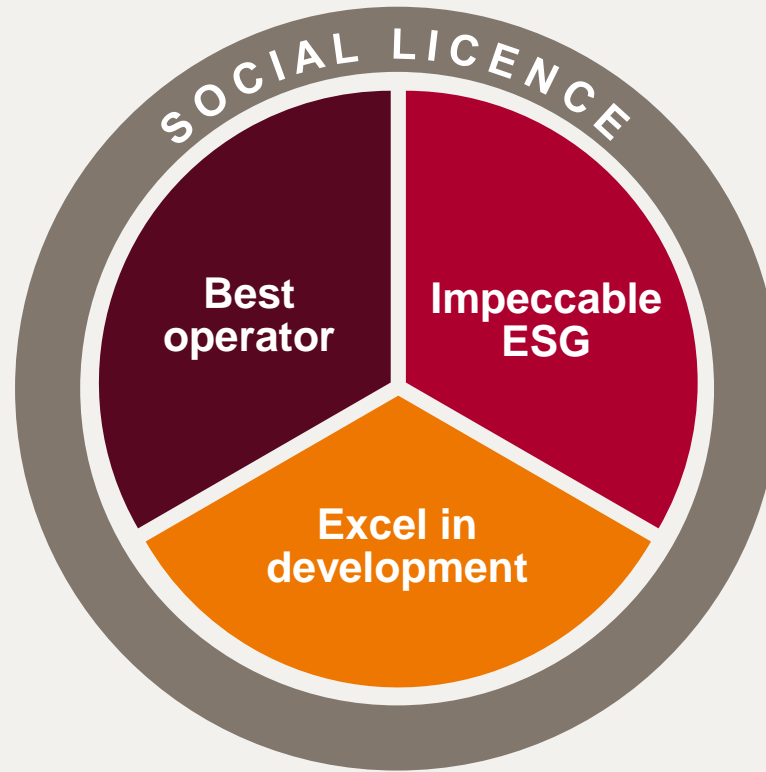 SOCIAL LICENCE
Best
operator
Impeccable
ESG
Excel in
development